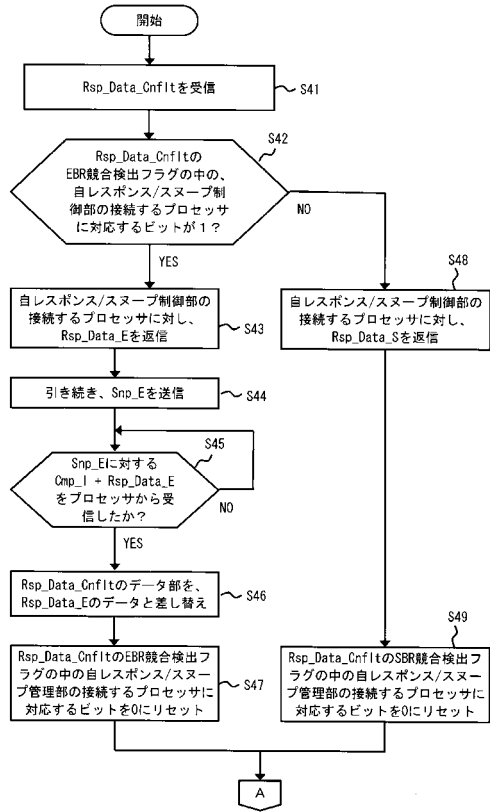 開始
Rsp_Data_Cnfltを受信
S41
S42
Rsp_Data_Cnfltの
EBR競合検出フラグの中の、
自レスポンス/スヌープ制
御部の接続するプロセッサ
に対応するビットが1?
NO
YES
自レスポンス/スヌープ制御部の
接続するプロセッサに対し、
Rsp_Data_Eを返信
S43
S48
自レスポンス/スヌープ制御部の
接続するプロセッサに対し、
Rsp_Data_Sを返信
引き続き、Snp_Eを送信
S44
S45
Snp_Eに対する
Cmp_I + Rsp_Data_E
をプロセッサから受
信したか?
NO
YES
Rsp_Data_Cnfltのデータ部を、
Rsp_Data_Eのデータと差し替え
S46
Rsp_Data_CnfltのEBR競合検出フ
ラグの中の自レスポンス/スヌー
プ管理部の接続するプロセッサに
対応するビットを0にリセット
S47
S49
Rsp_Data_CnfltのSBR競合検出フ
ラグの中の自レスポンス/スヌー
プ管理部の接続するプロセッサに
対応するビットを0にリセット
A